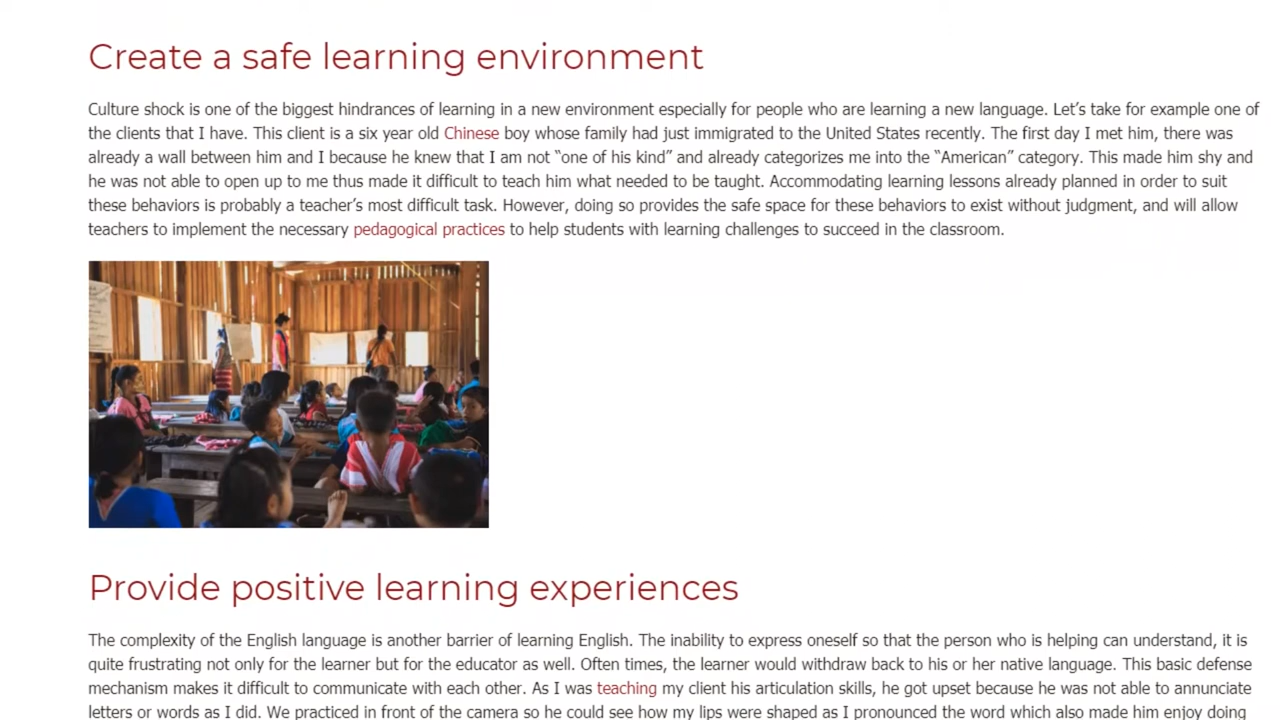 Create a safe learning environment
Culture shock is one of the biggest hindrances of learning in a new environment especially for people who are learning a new language. Let’s take for example one of
the clients that I have. This client is a six year old Chinese boy whose family had just immigrated to the United States recently. The first day I met him, there was
already a wall between him and I because he knew that I am not “one of his kind” and already categorizes me into the “American” category. This made him shy and
he was not able to open up to me thus made it difficult to teach him what needed to be taught. Accommodating learning lessons already planned in order to suit
these behaviors is probably a teacher’s most difficult task. However, doing so provides the safe space for these behaviors to exist without judgment, and will allow
teachers to implement the necessary pedagogical practices to help students with learning challenges to succeed in the classroom.
Provide positive learning experiences
The complexity of the English language is another barrier of learning English. The inability to express oneself so that the person who is helping can understand, it is
quite frustrating not only for the learner but for the educator as well. Often times, the learner would withdraw back to his or her native language. This basic defense
mechanism makes it difficult to communicate with each other. As I was teaching my client his articulation skills, he got upset because he was not able to annunciate
letters or words as I did. We practiced in front of the camera so he could see how my lips were shaped as I pronounced the word which also made him enjoy doing